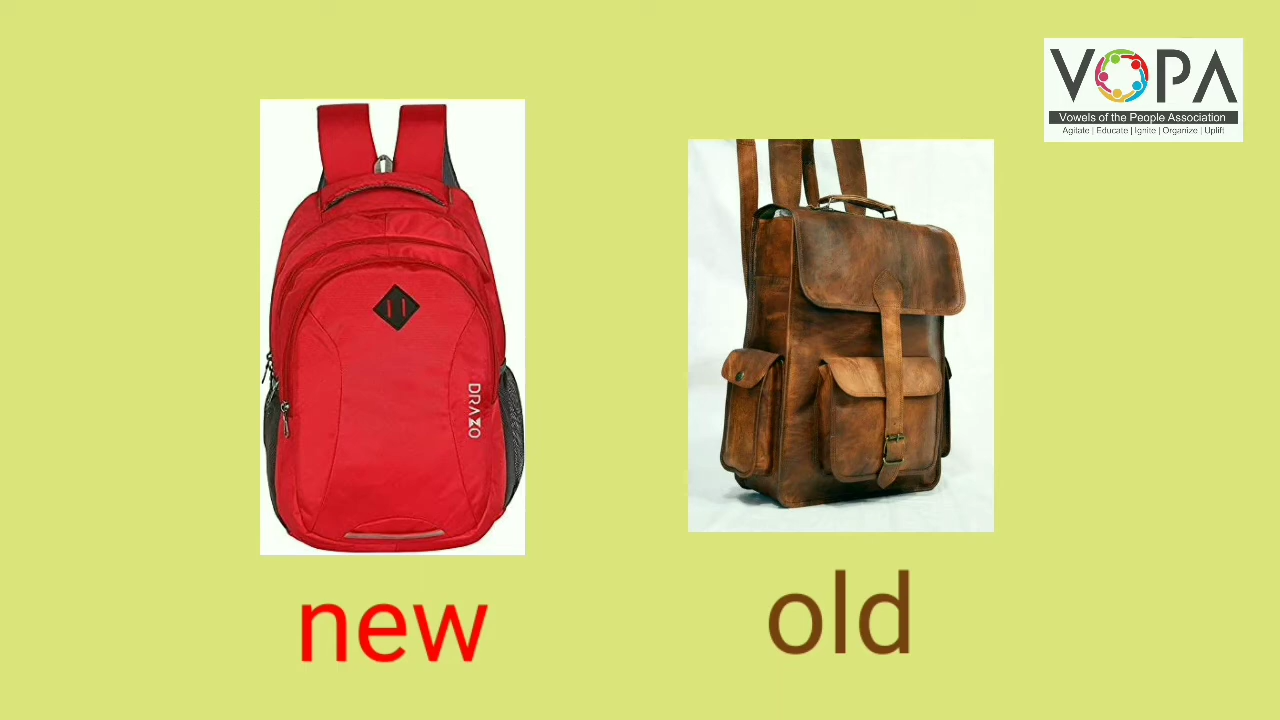 VOPA
Vowels of the People Association
Agitate | Educate | Ignite | Organize | Uplift
DRAZO
new
old